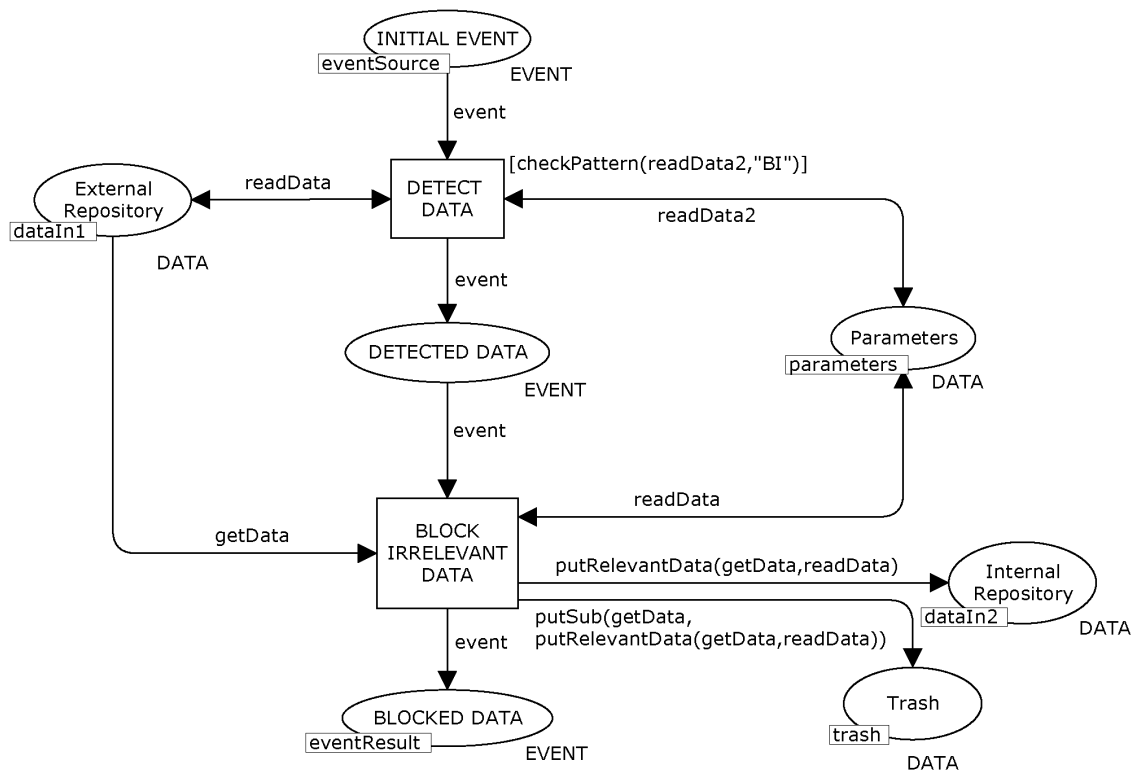 INITIAL EVENT
eventSource
EVENT
event
[checkPattern(readData2,"BI")]
readData
DETECT
DATA
External
Repository
dataIn1
DATA
readData2
event
Parameters
parameters
DATA
DETECTED DATA
EVENT
event
readData
getData
BLOCK
IRRELEVANT
DATA
putRelevantData(getData,readData)
Internal
Repository
dataIn2
DATA
putSub(getData,
putRelevantData(getData,readData))
event
Trash
trash
DATA
BLOCKED DATA
eventResult
EVENT